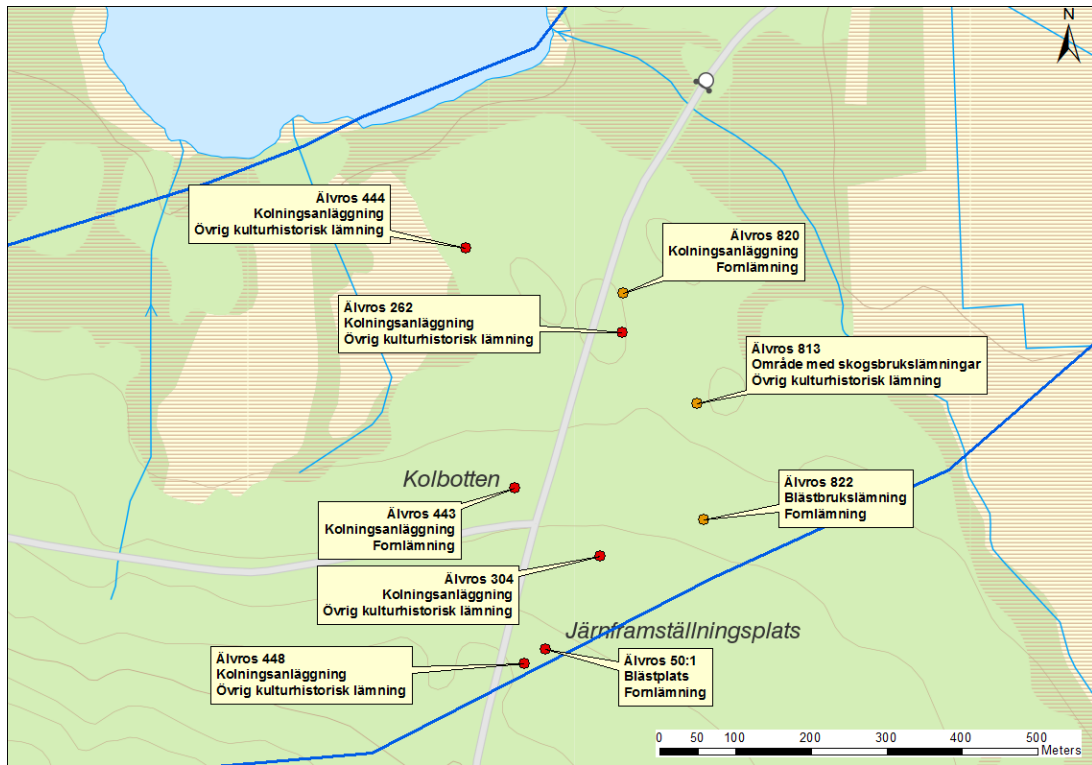 N
Älvros 444
Kolningsanläggning
Övrig kulturhistorisk lämning
Älvros 820
Kolningsanläggning
Fornlämning
Älvros 262
Kolningsanläggning
Övrig kulturhistorisk lämning
Älvros 813
Område med skogsbrukslämningar
Övrig kulturhistorisk lämning
Kolbotten
Älvros 822
Blästbrukslämning
Fornlämning
Älvros 443
Kolningsanläggning
Fornlämning
Älvros 304
Kolningsanläggning
Övrig kulturhistorisk lämning
Järnframställningsplats
Älvros 448
Kolningsanläggning
Övrig kulturhistorisk lämning
Älvros 50:1
Blästplats
Fornlämning
0 50 100 200 300 400 500
Meters